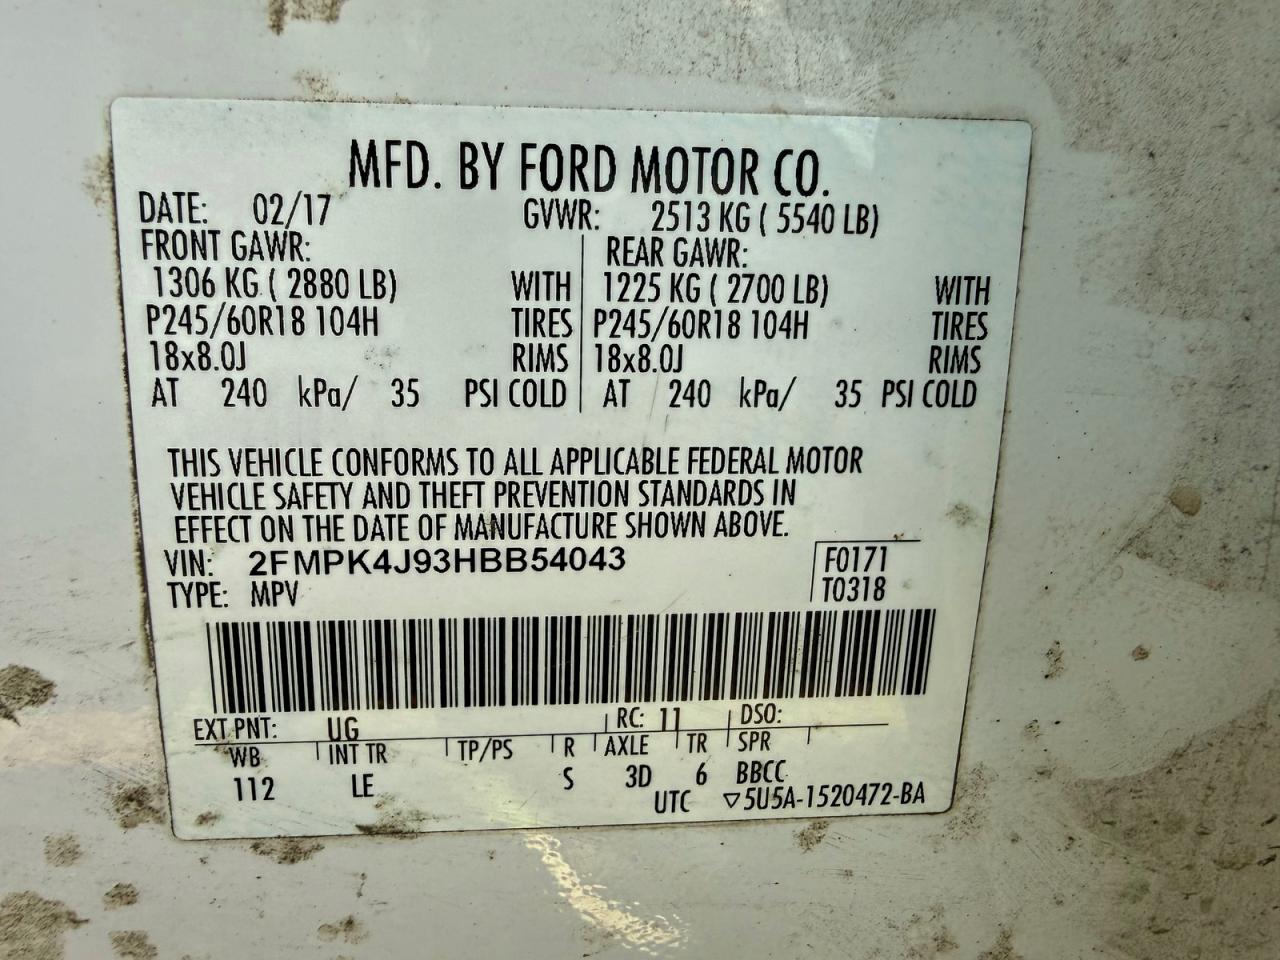 MFD. BY FORD MOTOR CO.
DATE: 02/17 GVWR: 2513 KG ( 5540 LB)
FRONT GAWR: REAR GAWR:
1306 KG ( 2880 LB) WITH 1225 KG ( 2700 LB) WITH
P245/60R18 104H TIRES P245/60R18 104H TIRES
18x8.0J RIMS 18x8.0J RIMS
AT 240 kPa/ 35 PSI COLD AT 240 kPa/ 35 PSI COLD
THIS VEHICLE CONFORMS TO ALL APPLICABLE FEDERAL MOTOR
VEHICLE SAFETY AND THEFT PREVENTION STANDARDS IN
EFFECT ON THE DATE OF MANUFACTURE SHOWN ABOVE.
VIN: 2FMPK4J93HBB54043 F0171
TYPE: MPV T0318
EXT PNT: UG RC: 11 DSO:
WB INT TR TP/PS R AXLE TR SPR
112 LE S 3D 6 BBCC
UTC ▽5U5A-1520472-BA